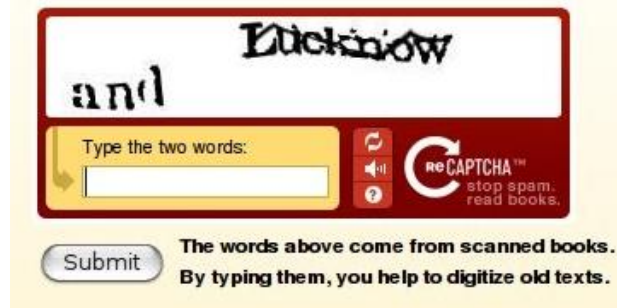 and Lucknow
Type the two words:
reCAPTCHA™
stop spam.
read books.
?
Submit
The words above come from scanned books.
By typing them, you help to digitize old texts.